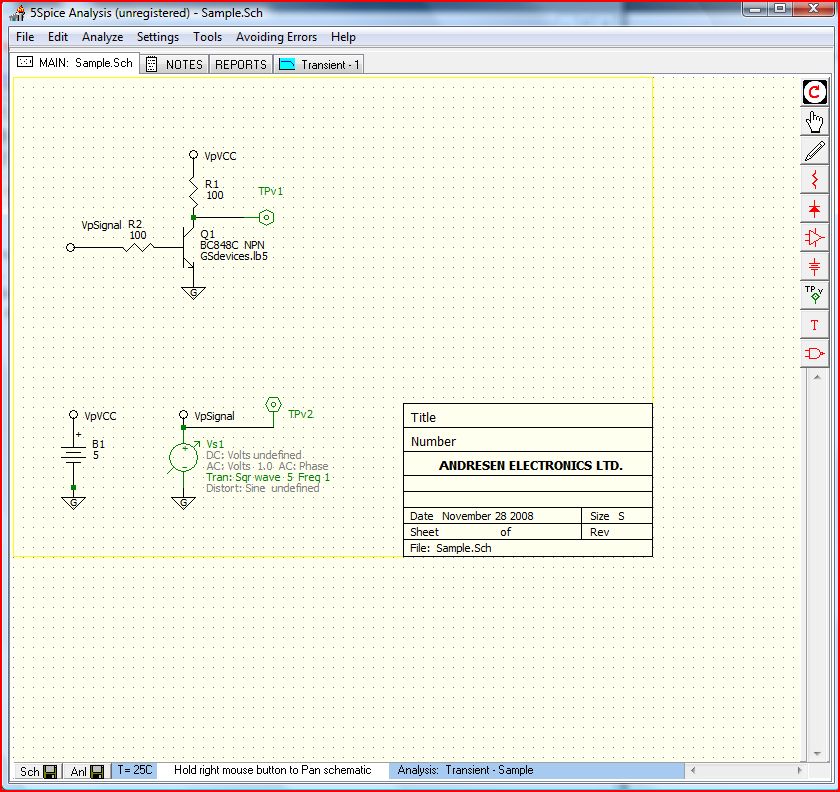 5Spice Analysis (unregistered) - Sample.Sch
File Edit Analyze Settings Tools Avoiding Errors Help
MAIN: Sample.Sch NOTES REPORTS Transient - 1
VpVCC
R1
100
TPv1
VpSignal R2
100
Q1
BC848C NPN
GSdevices.lb5
G
VpVCC
+
B1
5
G
VpSignal
TPv2
Vs1
DC: Volts undefined
AC: Volts 1.0 AC: Phase
Tran: Sqr wave 5 Freq 1
Distort: Sine undefined
+
-
G
Title
Number
ANDRESEN ELECTRONICS LTD.
Date November 28 2008 Size S
Sheet of Rev
File: Sample.Sch
C
TP V
T
Sch Anl T= 25C Hold right mouse button to Pan schematic Analysis: Transient - Sample